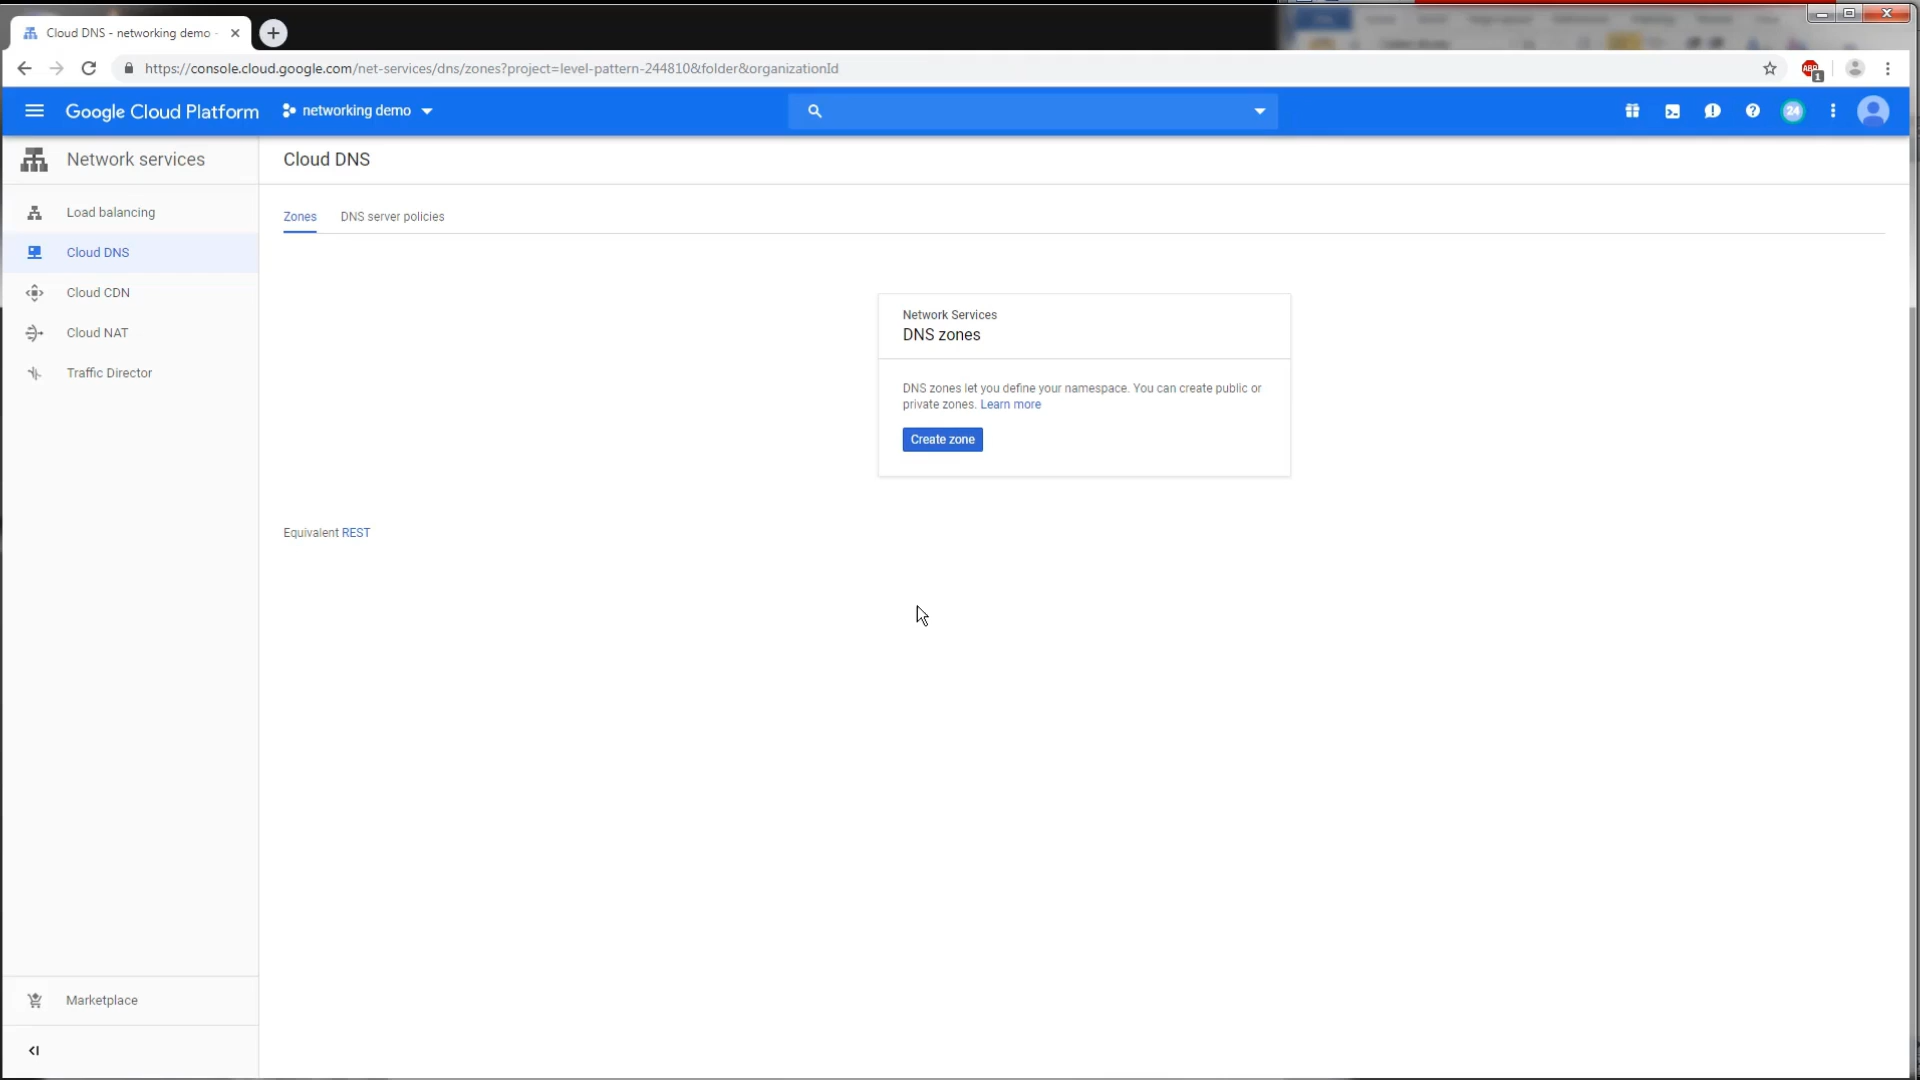 Cloud DNS - networking demo -
https://console.cloud.google.com/net-services/dns/zones?project=level-pattern-244810&folder&organizationId
ABP
1
Google Cloud Platform
networking demo
24
Network services
Cloud DNS
Load balancing
Cloud DNS
Cloud CDN
Cloud NAT
Traffic Director
Zones
DNS server policies
Network Services
DNS zones
DNS zones let you define your namespace. You can create public or
private zones. Learn more
Create zone
Equivalent REST
Marketplace